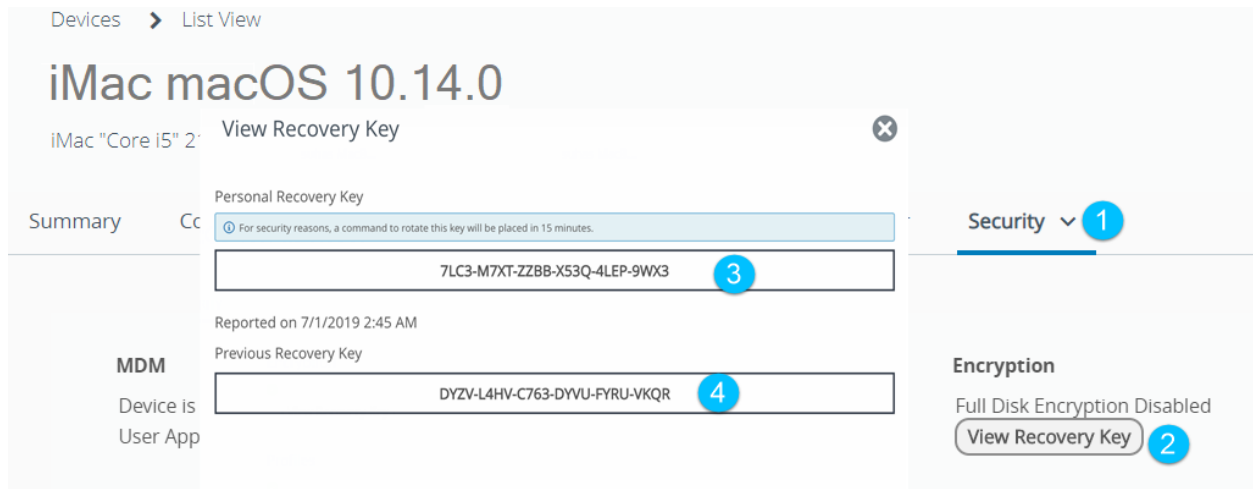 Devices > List View
iMac macOS 10.14.0
iMac "Core i5" 2
View Recovery Key
Summary
Personal Recovery Key
For security reasons, a command to rotate this key will be placed in 15 minutes.
Security 1
7LC3-M7XT-ZZBB-X53Q-4LEP-9WX3 3
Reported on 7/1/2019 2:45 AM
Previous Recovery Key
DYZV-L4HV-C763-DYVU-FYRU-VKQR 4
MDM
Device is
User App
Encryption
Full Disk Encryption Disabled
View Recovery Key 2